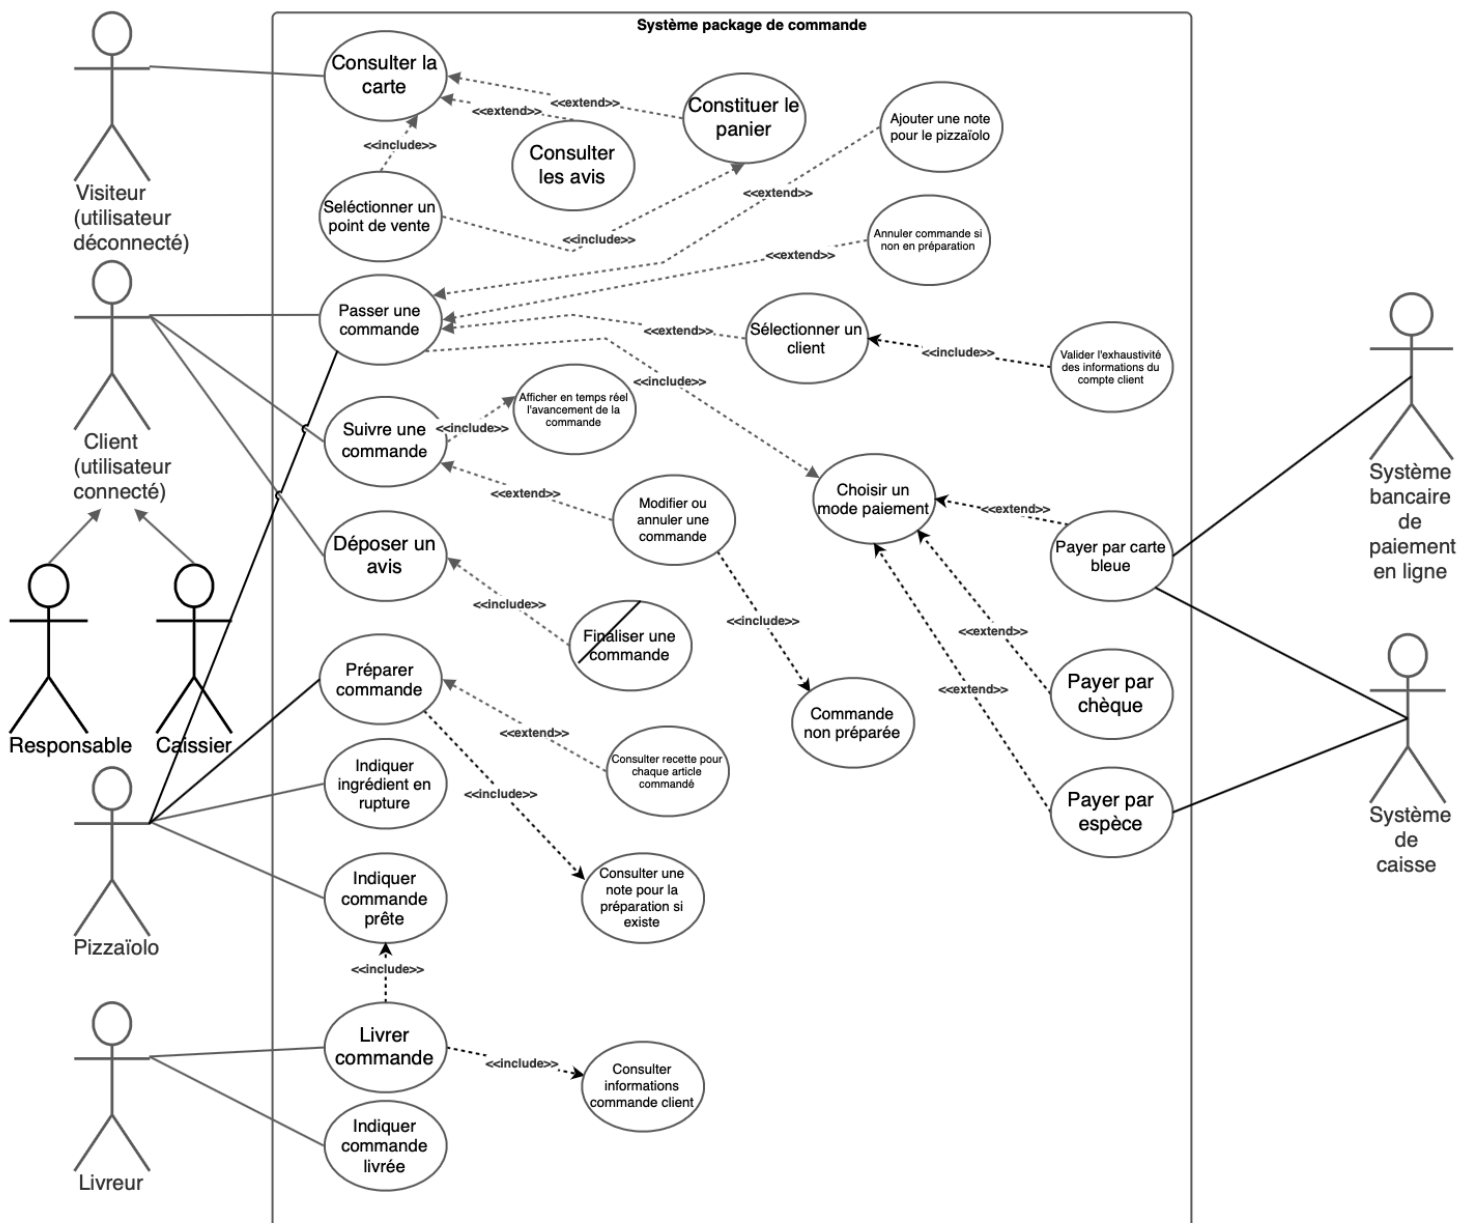 Système package de commande
Consulter la
carte
<<extend>>
<<extend>>
Constituer le
panier
Ajouter une note
pour le pizzaïolo
<<include>>
Consulter
les avis
Visiteur
(utilisateur
déconnecté)
Seléctionner un
point de vente
<<include>>
<<extend>>
Annuler commande si
non en préparation
<<extend>>
Passer une
commande
<<extend>>
Sélectionner un
client
<<include>>
Valider l'exhaustivité
des informations du
compte client
<<include>>
Afficher en temps réel
l'avancement de la
commande
<<include>>
Suivre une
commande
Client
(utilisateur
connecté)
<<extend>>
Modifier ou
annuler une
commande
Choisir un
mode paiement
<<extend>>
Payer par carte
bleue
Système
bancaire
de
paiement
en ligne
Déposer un
avis
<<include>>
Finaliser une
commande
<<include>>
<<extend>>
<<extend>>
Préparer
commande
Payer par
chèque
Commande
non préparée
Responsable
Caissier
<<extend>>
Consulter recette pour
chaque article
commandé
Indiquer
ingrédient en
rupture
<<include>>
Payer par
espèce
Système
de
caisse
Indiquer
commande
prête
Consulter une
note pour la
préparation si
existe
Pizzaïolo
<<include>>
Livrer
commande
<<include>>
Consulter
informations
commande client
Indiquer
commande
livrée
Livreur